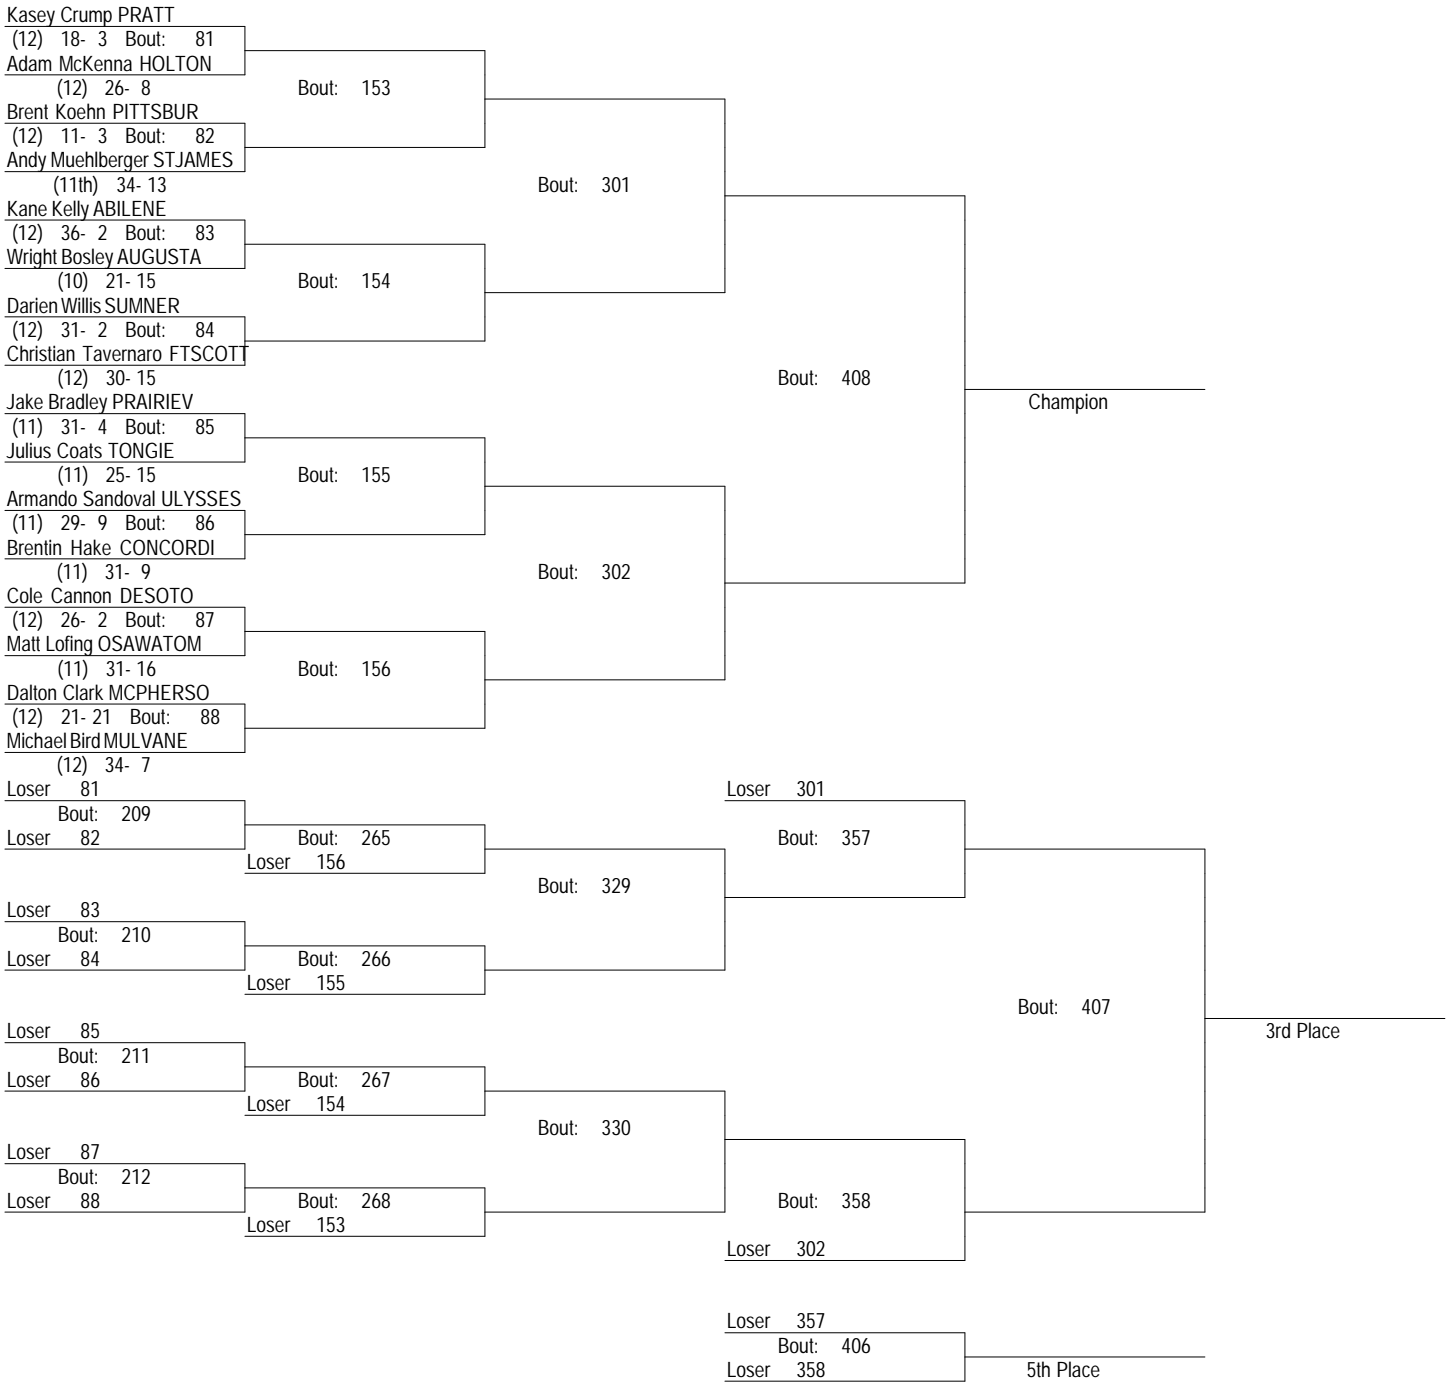 Kasey Crump PRATT
(12) 18- 3 Bout: 81
Adam McKenna HOLTON
(12) 26- 8 Bout: 153
Brent Koehn PITTSBUR
(12) 11- 3 Bout: 82
Andy Muehlberger STJAMES
(11th) 34- 13 Bout: 301
Kane Kelly ABILENE
(12) 36- 2 Bout: 83
Wright Bosley AUGUSTA
(10) 21- 15 Bout: 154
Darien Willis SUMNER
(12) 31- 2 Bout: 84
Christian Tavernaro FTSCOTT
(12) 30- 15 Bout: 408
Jake Bradley PRAIRIEV Champion
(11) 31- 4 Bout: 85
Julius Coats TONGIE
(11) 25- 15 Bout: 155
Armando Sandoval ULYSSES
(11) 29- 9 Bout: 86
Brentin Hake CONCORDI
(11) 31- 9 Bout: 302
Cole Cannon DESOTO
(12) 26- 2 Bout: 87
Matt Lofing OSAWATOM
(11) 31- 16 Bout: 156
Dalton Clark MCPHERSO
(12) 21- 21 Bout: 88
Michael Bird MULVANE
(12) 34- 7
Loser 81 Loser 301
Bout: 209
Loser 82 Bout: 265 Bout: 357
Loser 156
Bout: 329
Loser 83
Bout: 210
Loser 84 Bout: 266
Loser 155
Bout: 407
Loser 85 3rd Place
Bout: 211
Loser 86 Bout: 267
Loser 154
Bout: 330
Loser 87
Bout: 212
Loser 88 Bout: 268 Bout: 358
Loser 153
Loser 302
Loser 357
Bout: 406
Loser 358 5th Place